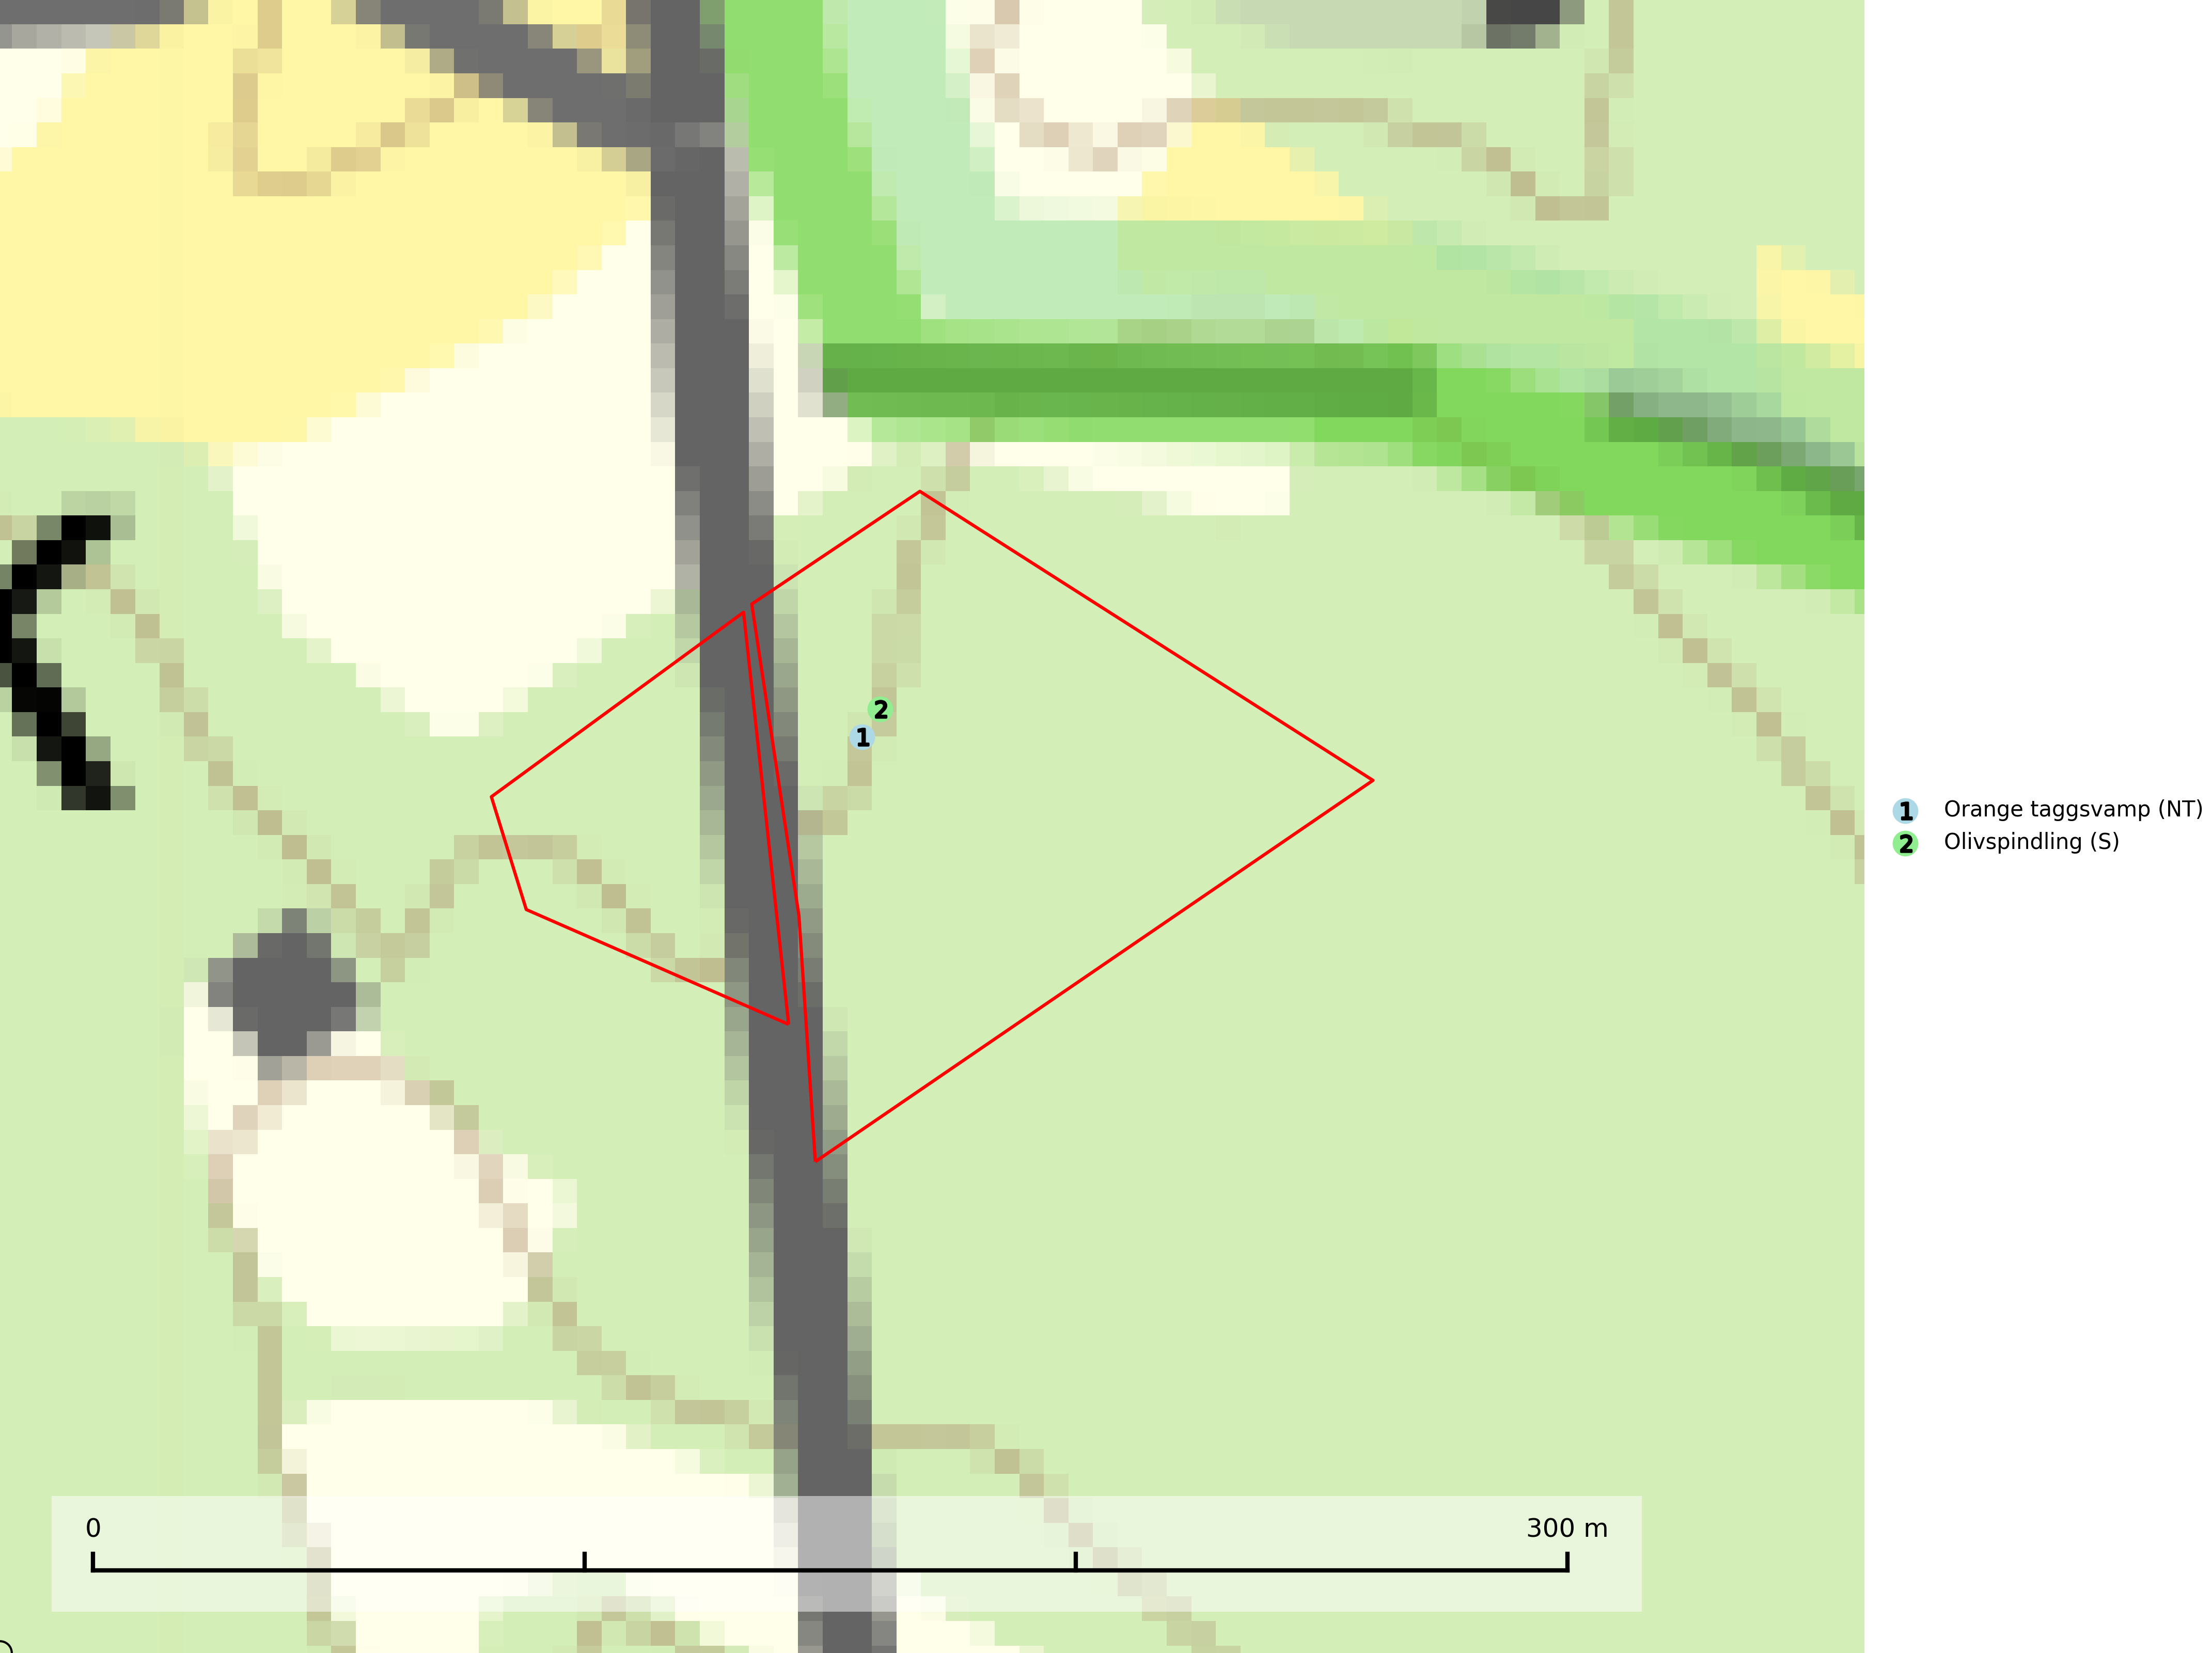 2
1
1 Orange taggsvamp (NT)
2 Olivspindling (S)
0 300 m